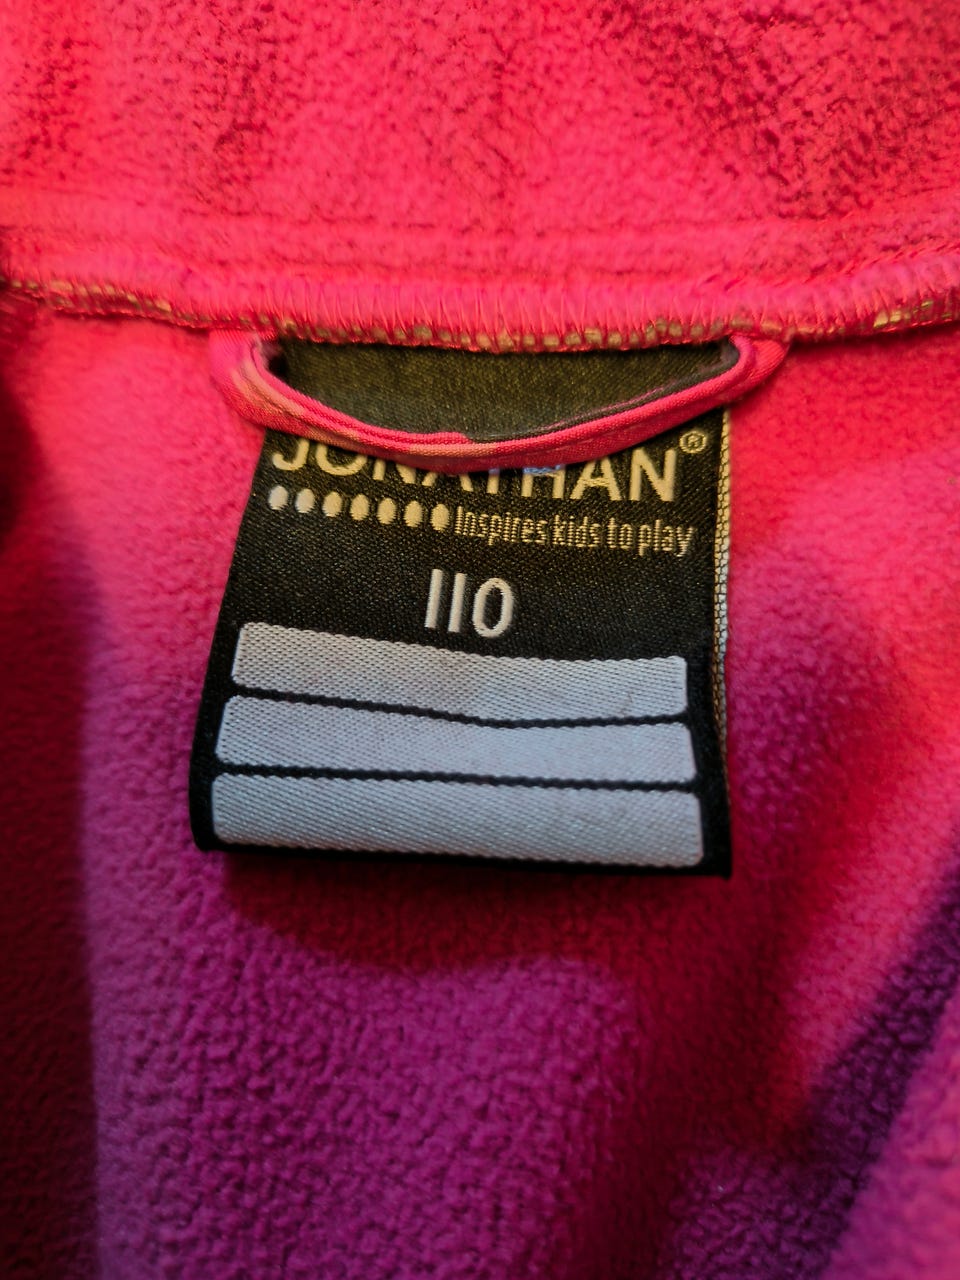 JONATHAN®
Inspires kids to play
110